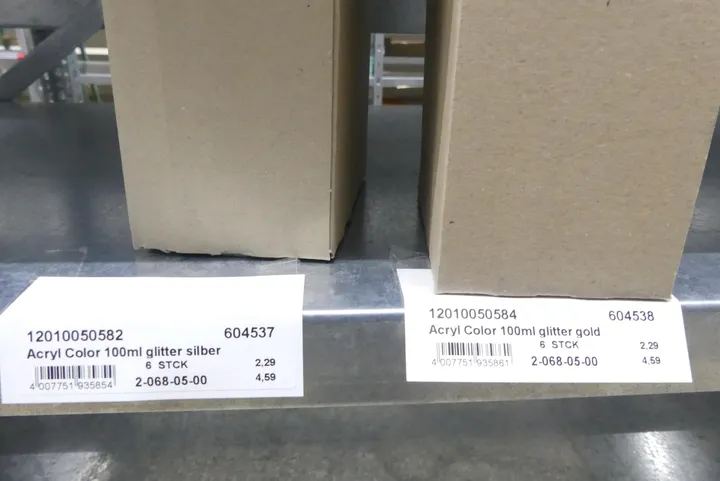 12010050582 604537
Acryl Color 100ml glitter silber
6 STCK 2,29
4 007751 935854 2-068-05-00 4,59
12010050584 604538
Acryl Color 100ml glitter gold
6 STCK 2,29
4 007751 935861 2-068-05-00 4,59